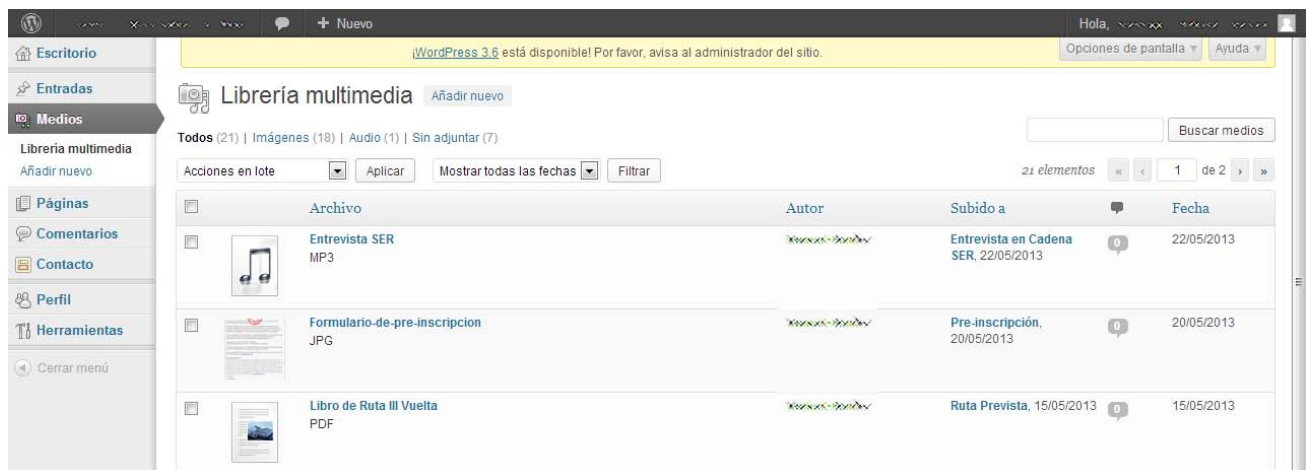 Nuevo
Hola,
Escritorio
Entradas
Medios
Librería multimedia
Añadir nuevo
Páginas
Comentarios
Contacto
Perfil
Herramientas
Cerrar menú
¡WordPress 3.6 está disponible! Por favor, avisa al administrador del sitio.
Opciones de pantalla
Ayuda
Librería multimedia Añadir nuevo
Todos (21) | Imágenes (18) | Audio (1) | Sin adjuntar (7)
Buscar medios
Acciones en lote Aplicar Mostrar todas las fechas Filtrar 21 elementos « ‹ 1 de 2 › »
Archivo Autor Subido a Fecha
Entrevista SER
MP3
Entrevista en Cadena
SER, 22/05/2013
0
22/05/2013
Formulario-de-pre-inscripcion
JPG
Pre-inscripción,
20/05/2013
0
20/05/2013
Libro de Ruta III Vuelta
PDF
Ruta Prevista, 15/05/2013
0
15/05/2013